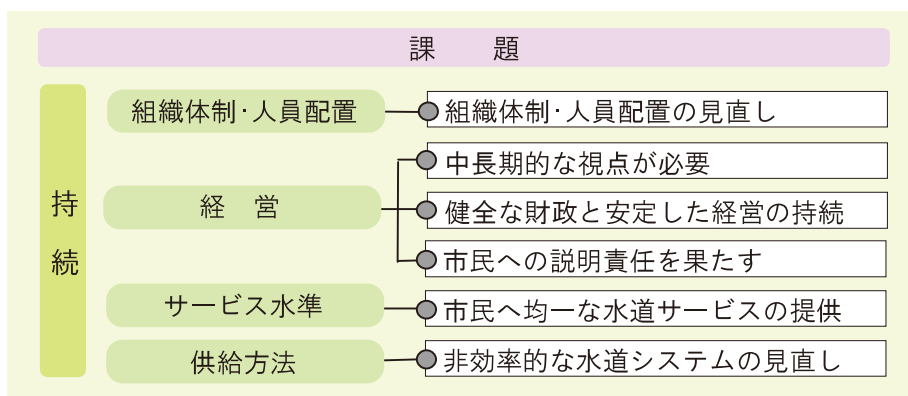 課　題
持続
組織体制・人員配置
組織体制・人員配置の見直し
経　営
中長期的な視点が必要
健全な財政と安定した経営の持続
市民への説明責任を果たす
サービス水準
市民へ均一な水道サービスの提供
供給方法
非効率的な水道システムの見直し